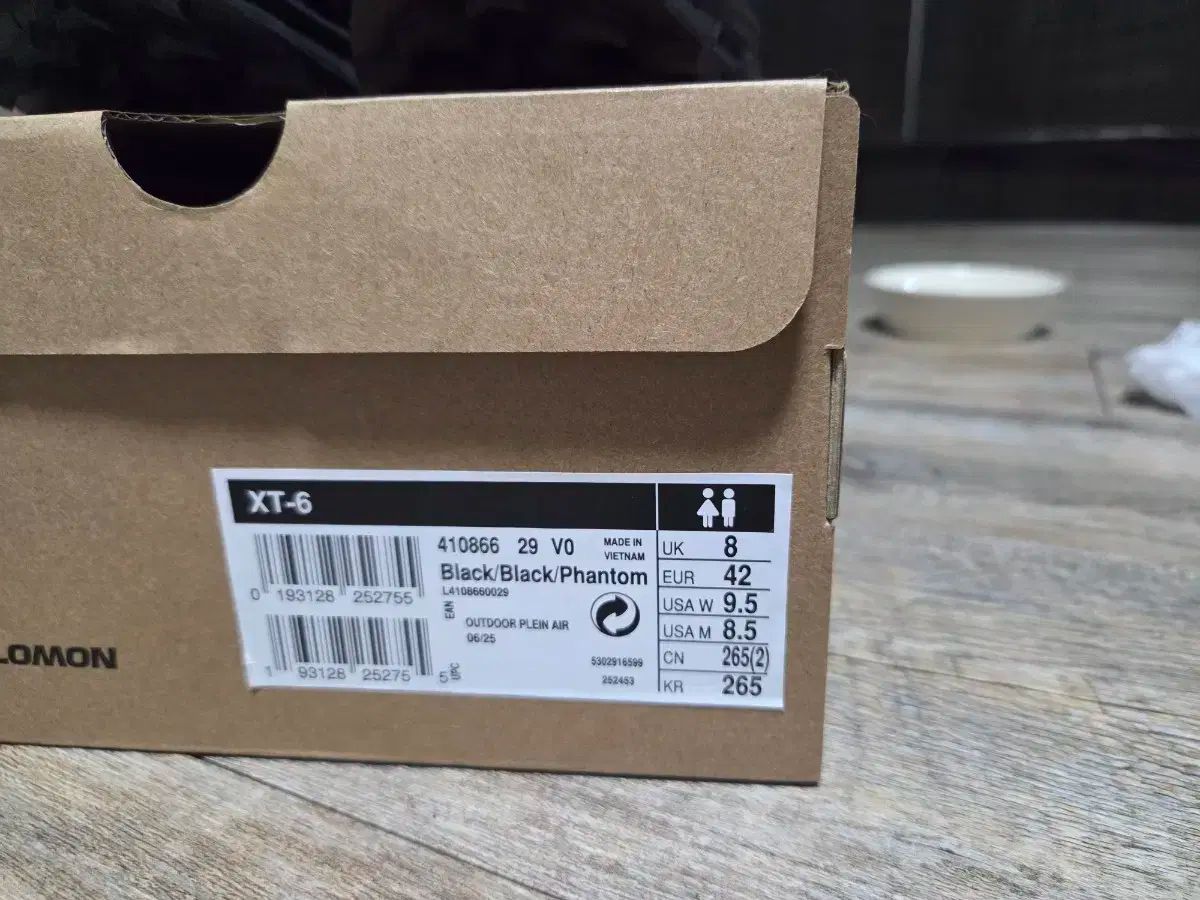 XT-6
410866 29 V0
MADE IN
VIETNAM
Black/Black/Phantom
L4108660029
0 193128 252755
EAN
OUTDOOR PLEIN AIR
06/25
1 93128 25275 5
UPC
5302916599
252453
UK 8
EUR 42
USA W 9.5
USA M 8.5
CN 265(2)
KR 265
LOMON